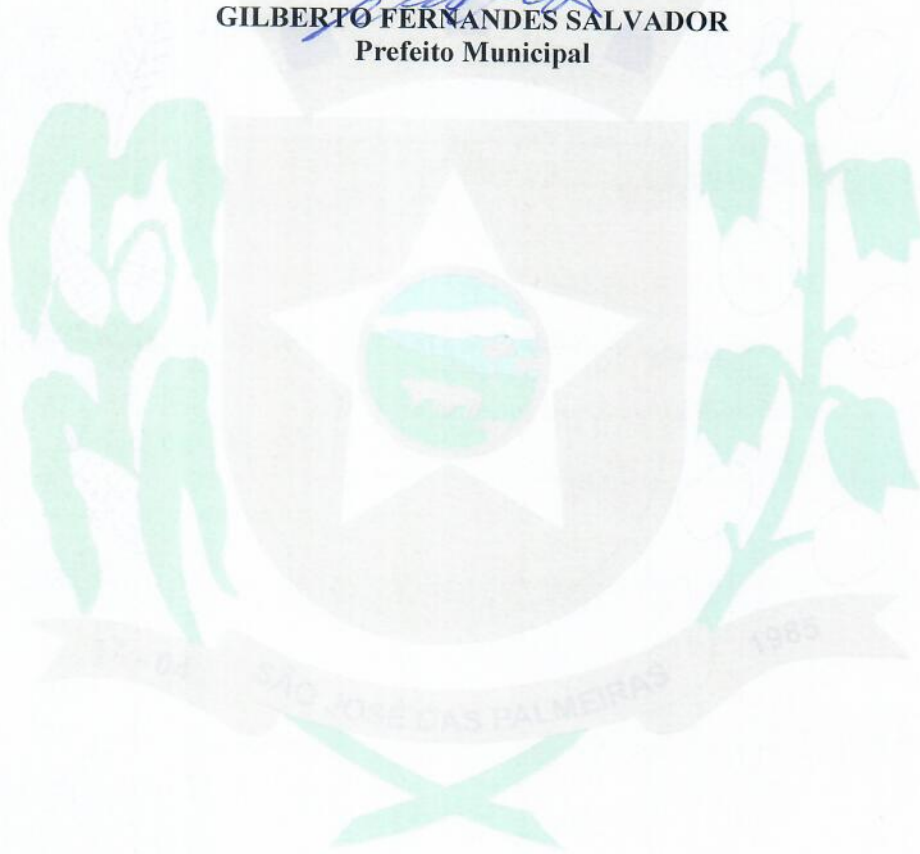 GILBERTO FERNANDES SALVADOR
Prefeito Municipal
SÃO JOSÉ DAS PALMEIRAS
1985